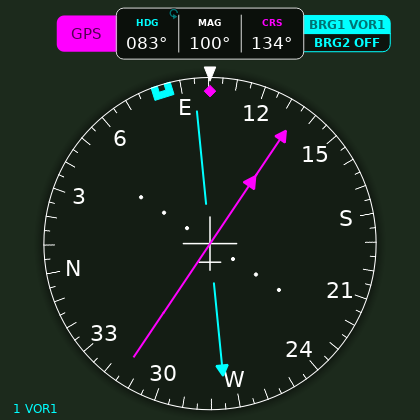 GPS
HDG MAG CRS
083° 100° 134°
BRG1 VOR1
BRG2 OFF
E
12
6
15
3
S
N
21
33
24
30
W
1 VOR1